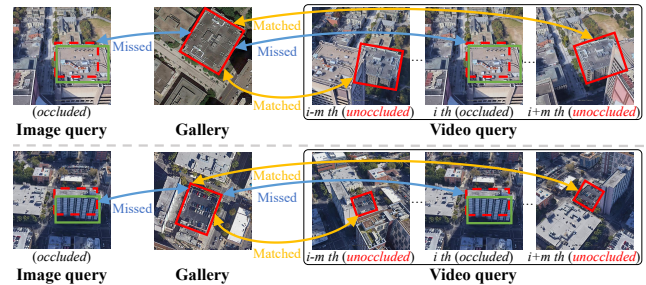 Matched
Missed
Missed
Matched
... ...
(occluded) i-m th (unoccluded) i th (occluded) i+m th (unoccluded)
Image query Gallery Video query
Matched
Missed
Missed
Matched
... ...
(occluded) i-m th (unoccluded) i th (occluded) i+m th (unoccluded)
Image query Gallery Video query